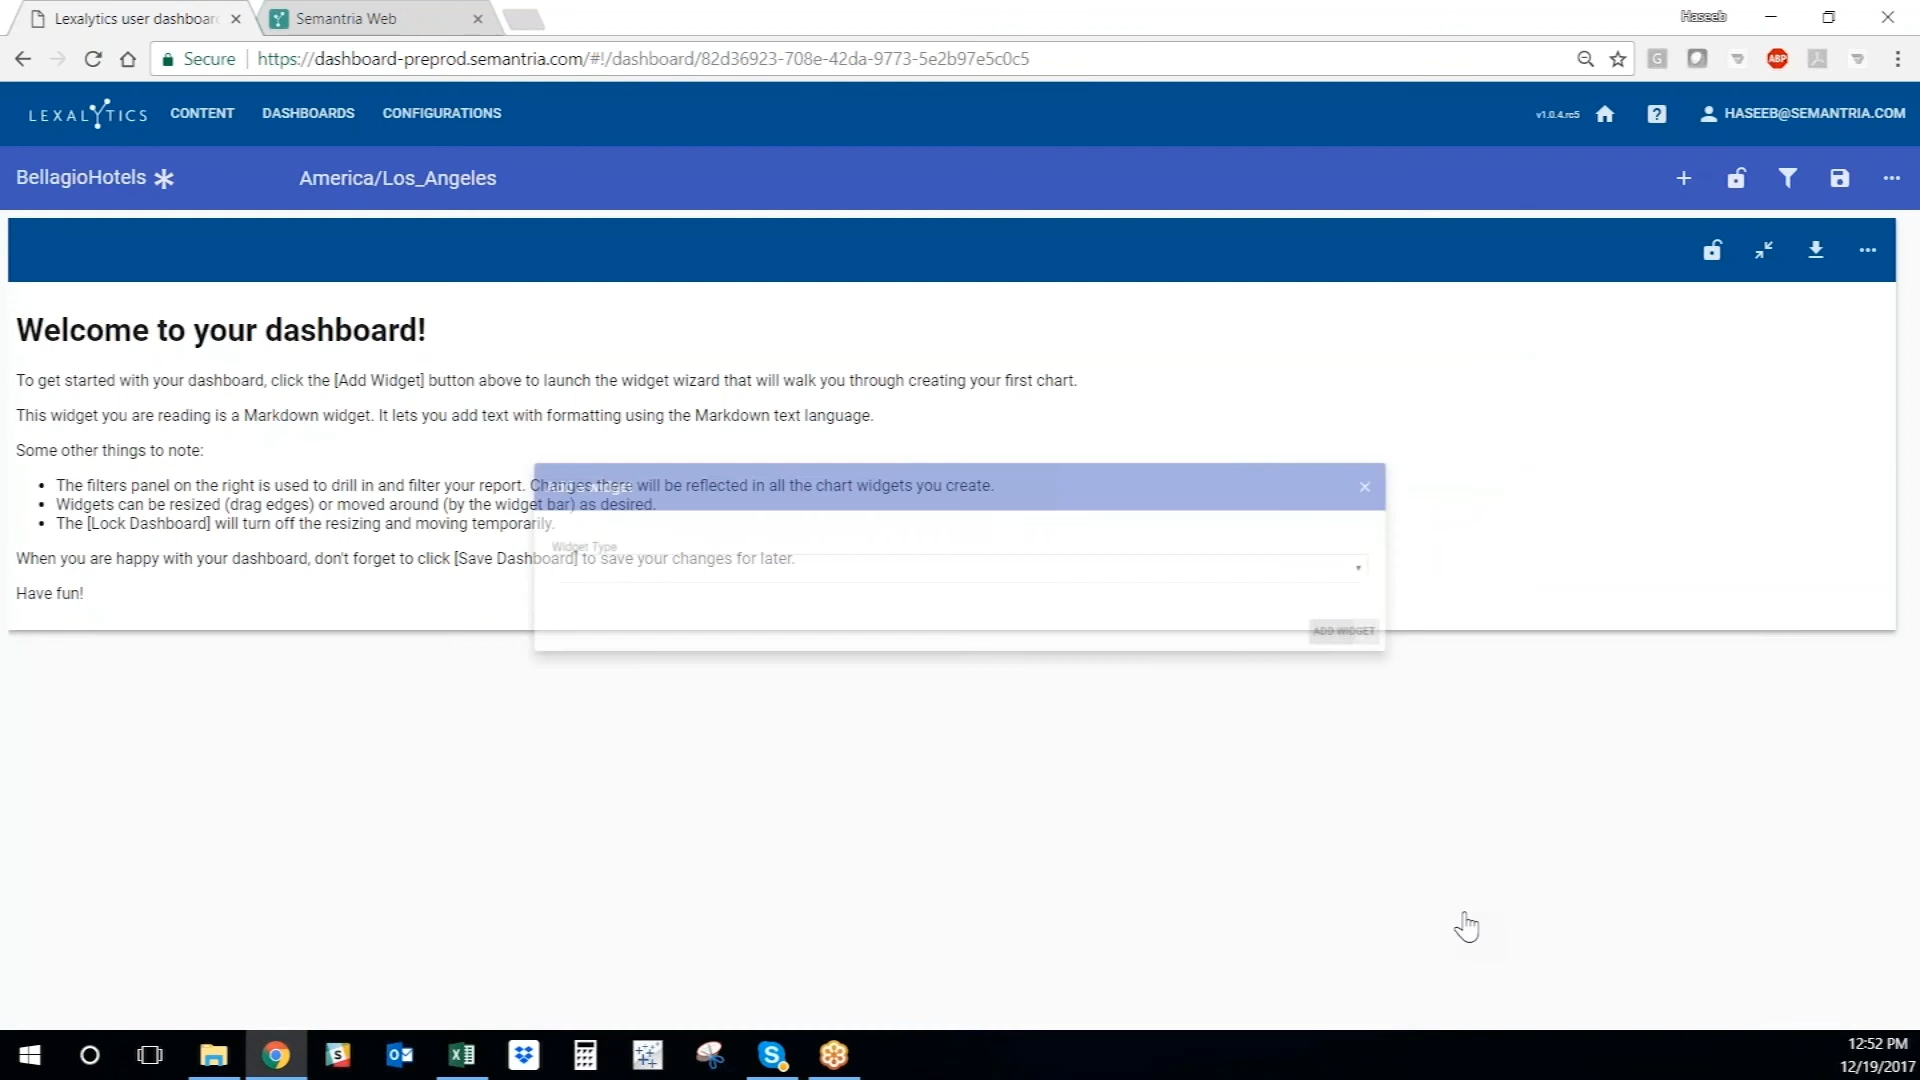 Lexalytics user dashboar
Semantria Web
Haseeb
Secure
https://dashboard-preprod.semantria.com/#!/dashboard/82d36923-708e-42da-9773-5e2b97e5c0c5
G
ABP
LEXALYTICS
CONTENT
DASHBOARDS
CONFIGURATIONS
v1.0.4.rc5
?
HASEEB@SEMANTRIA.COM
BellagioHotels
America/Los_Angeles
Welcome to your dashboard!
To get started with your dashboard, click the [Add Widget] button above to launch the widget wizard that will walk you through creating your first chart.
This widget you are reading is a Markdown widget. It lets you add text with formatting using the Markdown text language.
Some other things to note:
• The filters panel on the right is used to drill in and filter your report. Changes there will be reflected in all the chart widgets you create.
• Widgets can be resized (drag edges) or moved around (by the widget bar) as desired.
• The [Lock Dashboard] will turn off the resizing and moving temporarily.
Widget Type
When you are happy with your dashboard, don't forget to click [Save Dashboard] to save your changes for later.
Have fun!
ADD WIDGET
12:52 PM
12/19/2017